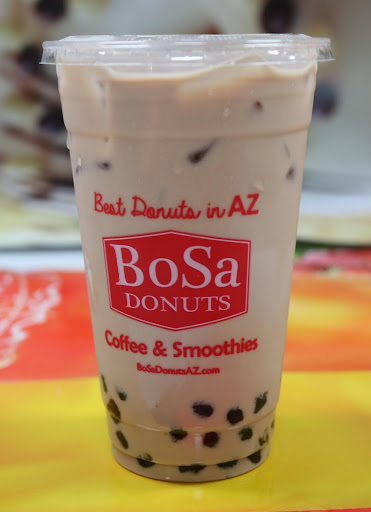 Best Donuts in AZ
BoSa
DONUTS
Coffee & Smoothies
BoSaDonutsAZ.com